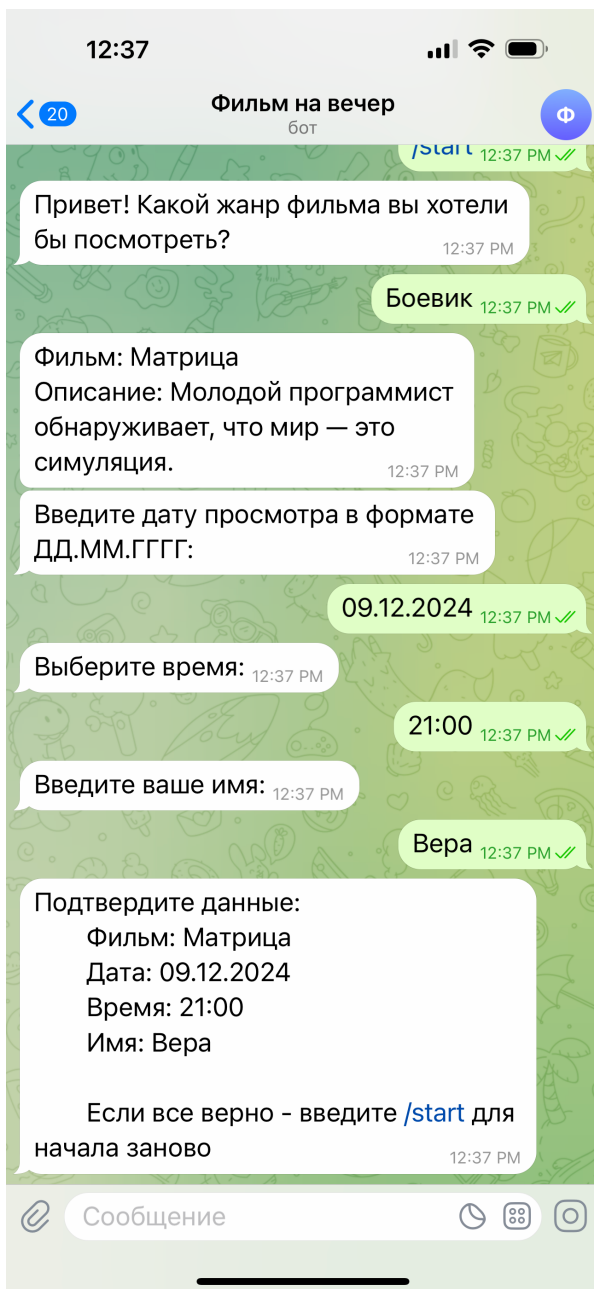 12:37
20
Фильм на вечер
бот
Ф
/start 12:37 PM
Привет! Какой жанр фильма вы хотели
бы посмотреть?
12:37 PM
Боевик 12:37 PM
Фильм: Матрица
Описание: Молодой программист
обнаруживает, что мир — это
симуляция.
12:37 PM
Введите дату просмотра в формате
ДД.ММ.ГГГГ:
12:37 PM
09.12.2024 12:37 PM
Выберите время: 12:37 PM
21:00 12:37 PM
Введите ваше имя: 12:37 PM
Вера 12:37 PM
Подтвердите данные:
Фильм: Матрица
Дата: 09.12.2024
Время: 21:00
Имя: Вера
Если все верно - введите /start для
начала заново
12:37 PM
Сообщение